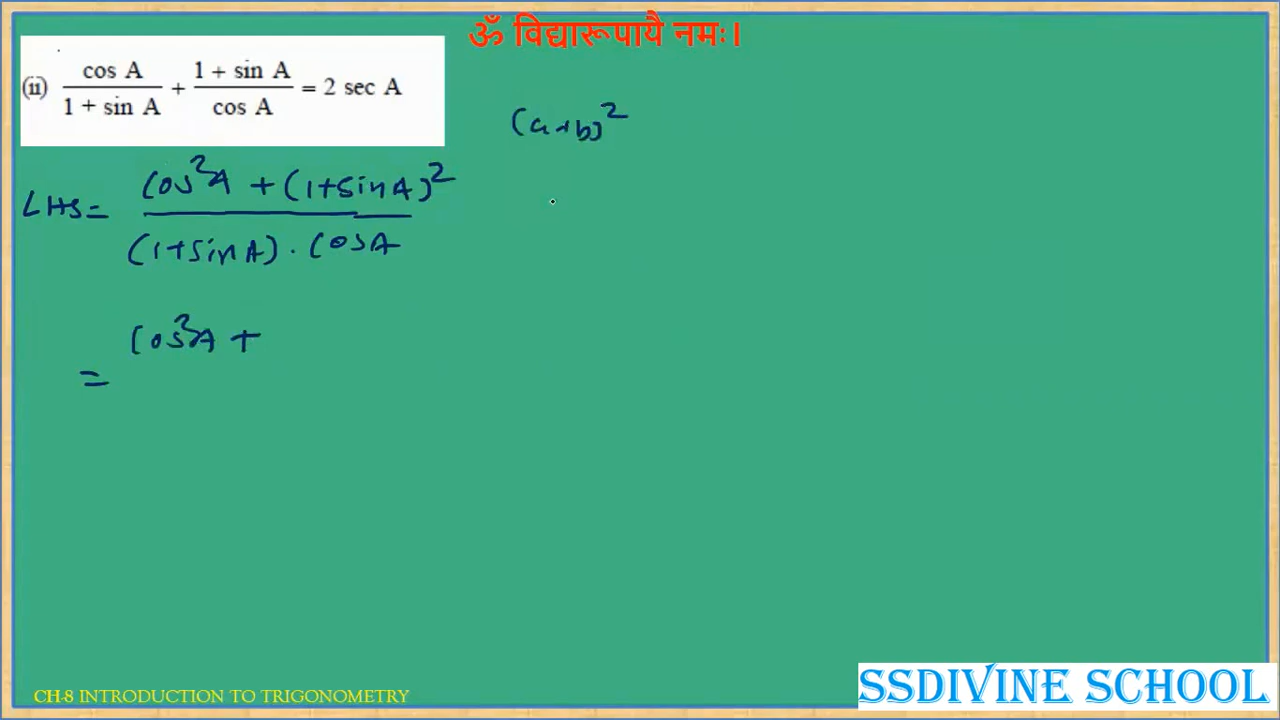 ॐ विद्यारूपायै नमः।
(ii) cos A / 1 + sin A + 1 + sin A / cos A = 2 sec A
(a+b)²
LHS = cos²A + (1+sinA)² / (1+sinA) . cosA
= cos²A +
CH-8 INTRODUCTION TO TRIGONOMETRY
SSDIVINE SCHOOL